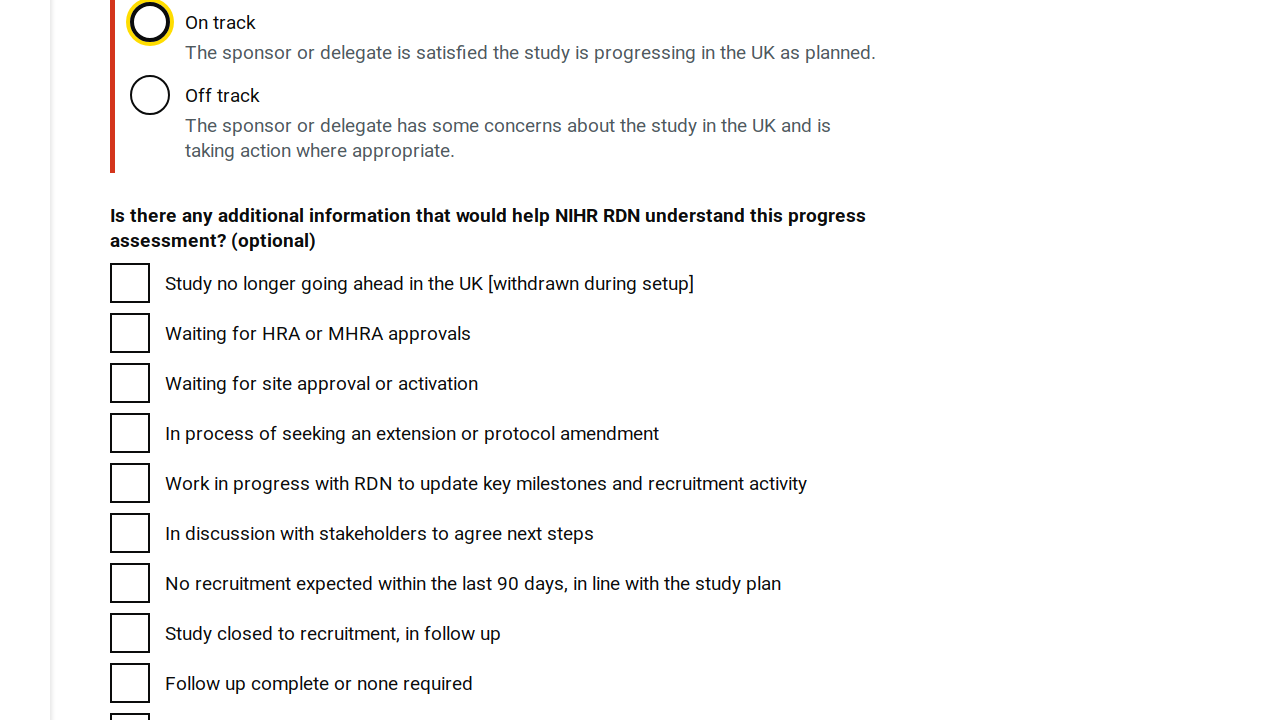 On track
The sponsor or delegate is satisfied the study is progressing in the UK as planned.
Off track
The sponsor or delegate has some concerns about the study in the UK and is
taking action where appropriate.
Is there any additional information that would help NIHR RDN understand this progress
assessment? (optional)
Study no longer going ahead in the UK [withdrawn during setup]
Waiting for HRA or MHRA approvals
Waiting for site approval or activation
In process of seeking an extension or protocol amendment
Work in progress with RDN to update key milestones and recruitment activity
In discussion with stakeholders to agree next steps
No recruitment expected within the last 90 days, in line with the study plan
Study closed to recruitment, in follow up
Follow up complete or none required